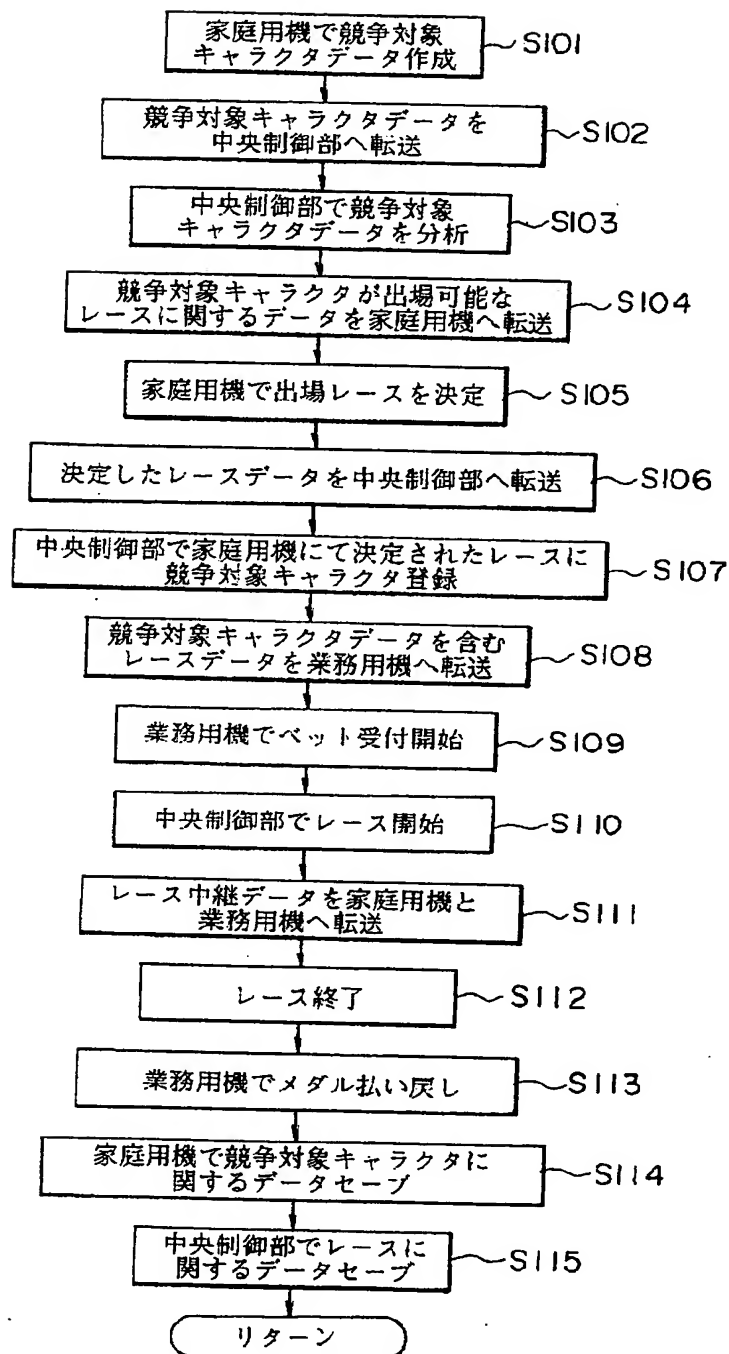 家庭用機で競争対象
キャラクタデータ作成
S101
競争対象キャラクタデータを
中央制御部へ転送
S102
中央制御部で競争対象
キャラクタデータを分析
S103
競争対象キャラクタが出場可能な
レースに関するデータを家庭用機へ転送
S104
家庭用機で出場レースを決定
S105
決定したレースデータを中央制御部へ転送
S106
中央制御部で家庭用機にて決定されたレースに
競争対象キャラクタ登録
S107
競争対象キャラクタデータを含む
レースデータを業務用機へ転送
S108
業務用機でベット受付開始
S109
中央制御部でレース開始
S110
レース中継データを家庭用機と
業務用機へ転送
S111
レース終了
S112
業務用機でメダル払い戻し
S113
家庭用機で競争対象キャラクタに
関するデータセーブ
S114
中央制御部でレースに
関するデータセーブ
S115
リターン